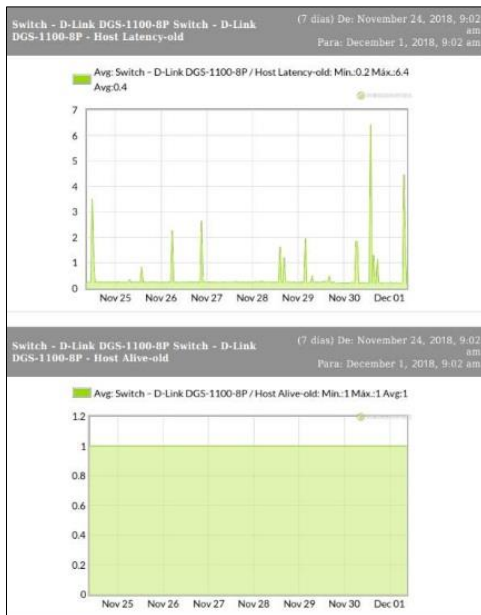 Switch – D-Link DGS-1100-8P Switch – D-Link
DGS-1100-8P - Host Latency-old
(7 días) De: November 24, 2018, 9:02
am
Para: December 1, 2018, 9:02 am
Avg: Switch – D-Link DGS-1100-8P / Host Latency-old: Min.:0.2 Máx.:6.4
Avg:0.4
7
6
5
4
3
2
1
0
Nov 25 Nov 26 Nov 27 Nov 28 Nov 29 Nov 30 Dec 01
Switch – D-Link DGS-1100-8P Switch – D-Link
DGS-1100-8P - Host Alive-old
(7 días) De: November 24, 2018, 9:02
am
Para: December 1, 2018, 9:02 am
Avg: Switch – D-Link DGS-1100-8P / Host Alive-old: Min.:1 Máx.:1 Avg:1
1.2
1
0.8
0.6
0.4
0.2
0
Nov 25 Nov 26 Nov 27 Nov 28 Nov 29 Nov 30 Dec 01